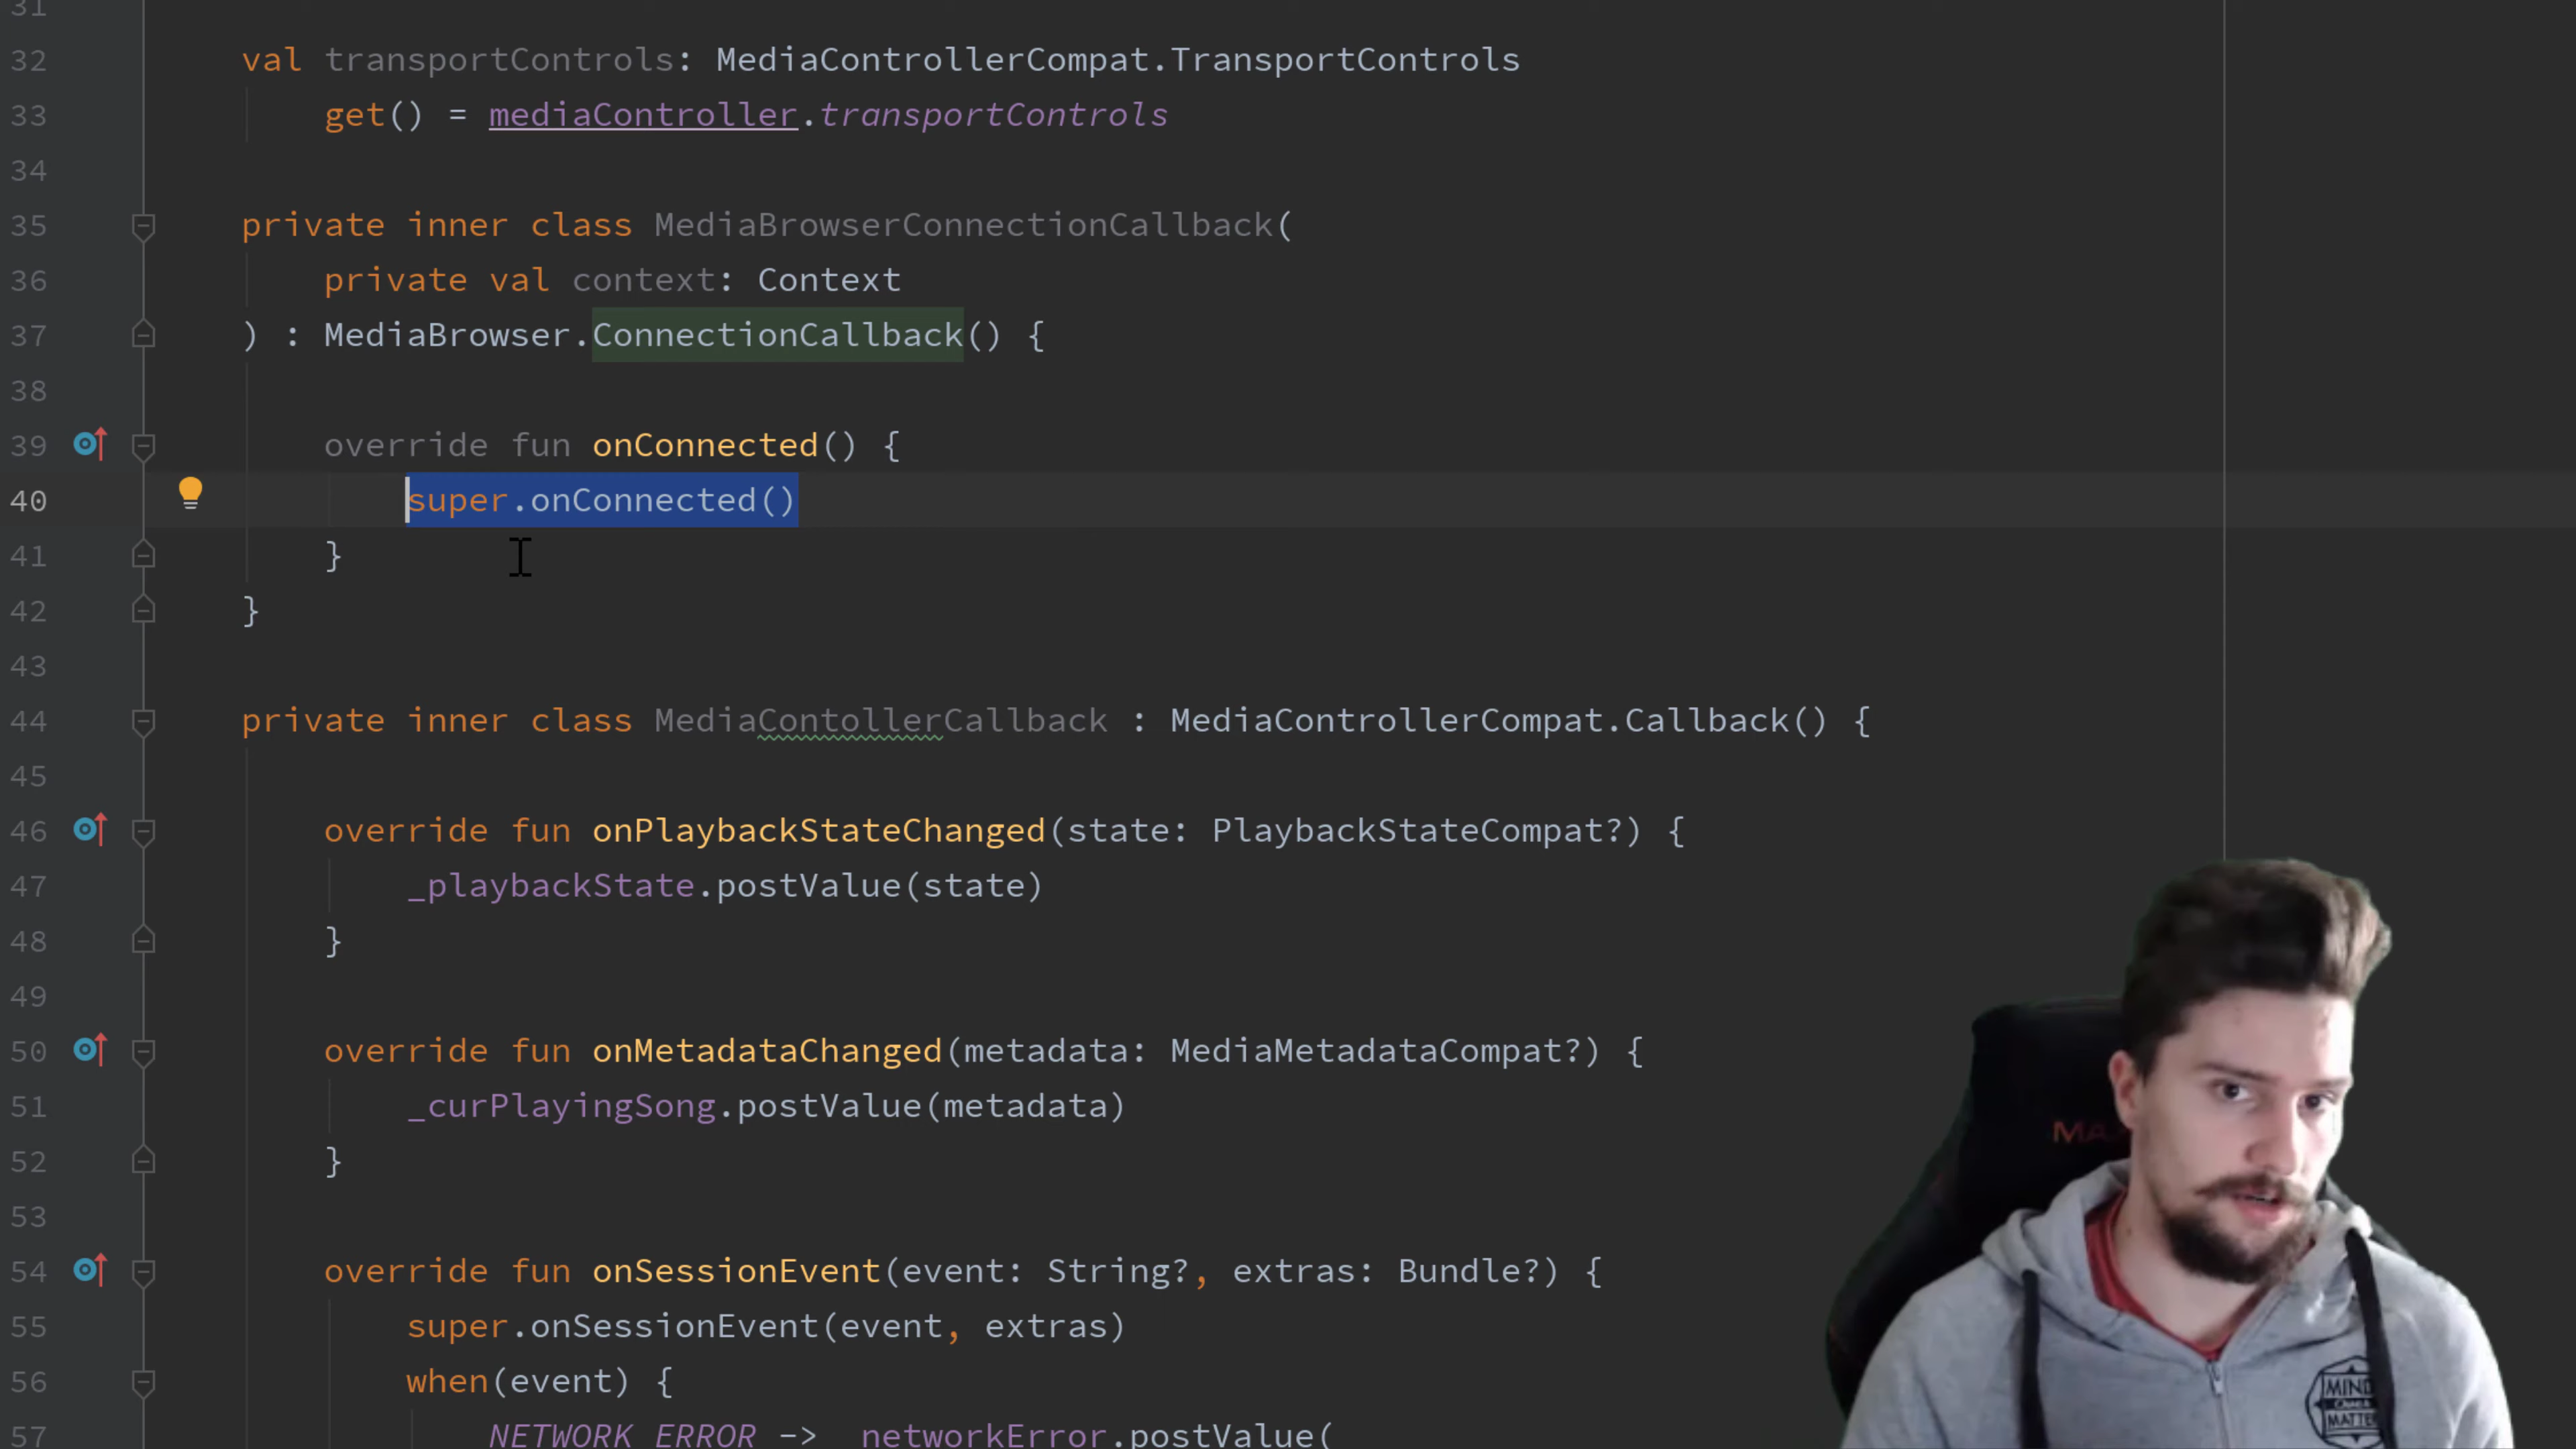 31
32 val transportControls: MediaControllerCompat.TransportControls
33 get() = mediaController.transportControls
34
35 private inner class MediaBrowserConnectionCallback(
36 private val context: Context
37 ) : MediaBrowser.ConnectionCallback() {
38
39 override fun onConnected() {
40 super.onConnected()
41 }
42 }
43
44 private inner class MediaContollerCallback : MediaControllerCompat.Callback() {
45
46 override fun onPlaybackStateChanged(state: PlaybackStateCompat?) {
47 _playbackState.postValue(state)
48 }
49
50 override fun onMetadataChanged(metadata: MediaMetadataCompat?) {
51 _curPlayingSong.postValue(metadata)
52 }
53
54 override fun onSessionEvent(event: String?, extras: Bundle?) {
55 super.onSessionEvent(event, extras)
56 when(event) {
57 NETWORK_ERROR -> _networkError.postValue(
MA
MIND
MATTER